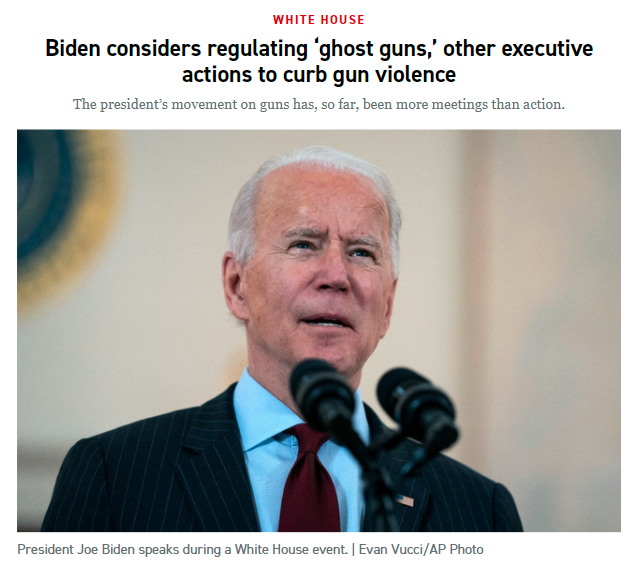 WHITE HOUSE
Biden considers regulating ‘ghost guns,’ other executive
actions to curb gun violence
The president’s movement on guns has, so far, been more meetings than action.
President Joe Biden speaks during a White House event. | Evan Vucci/AP Photo